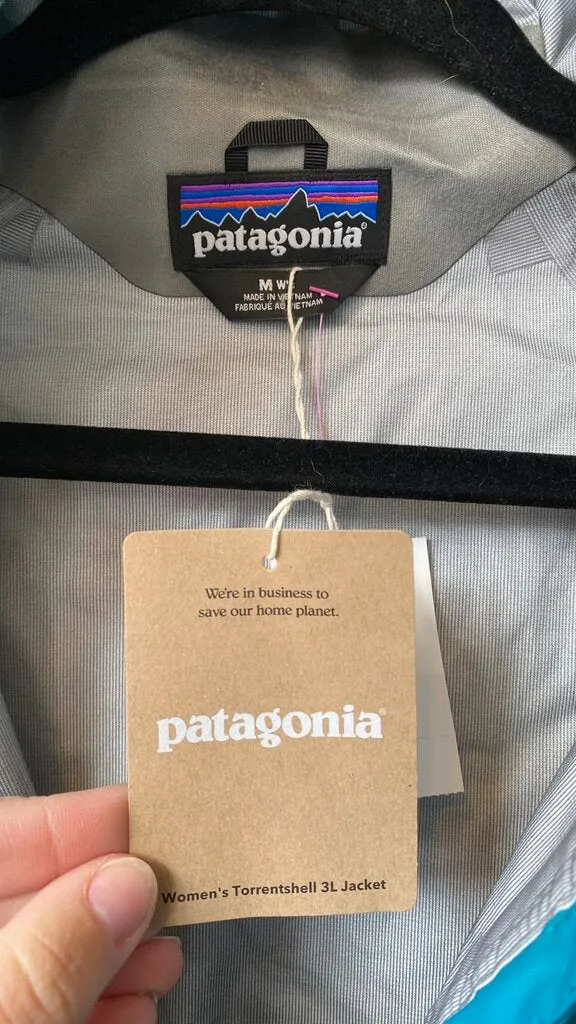 patagonia®
M W's
MADE IN VIETNAM
FABRIQUÉ AU VIETNAM
We're in business to
save our home planet.
patagonia®
Women's Torrentshell 3L Jacket